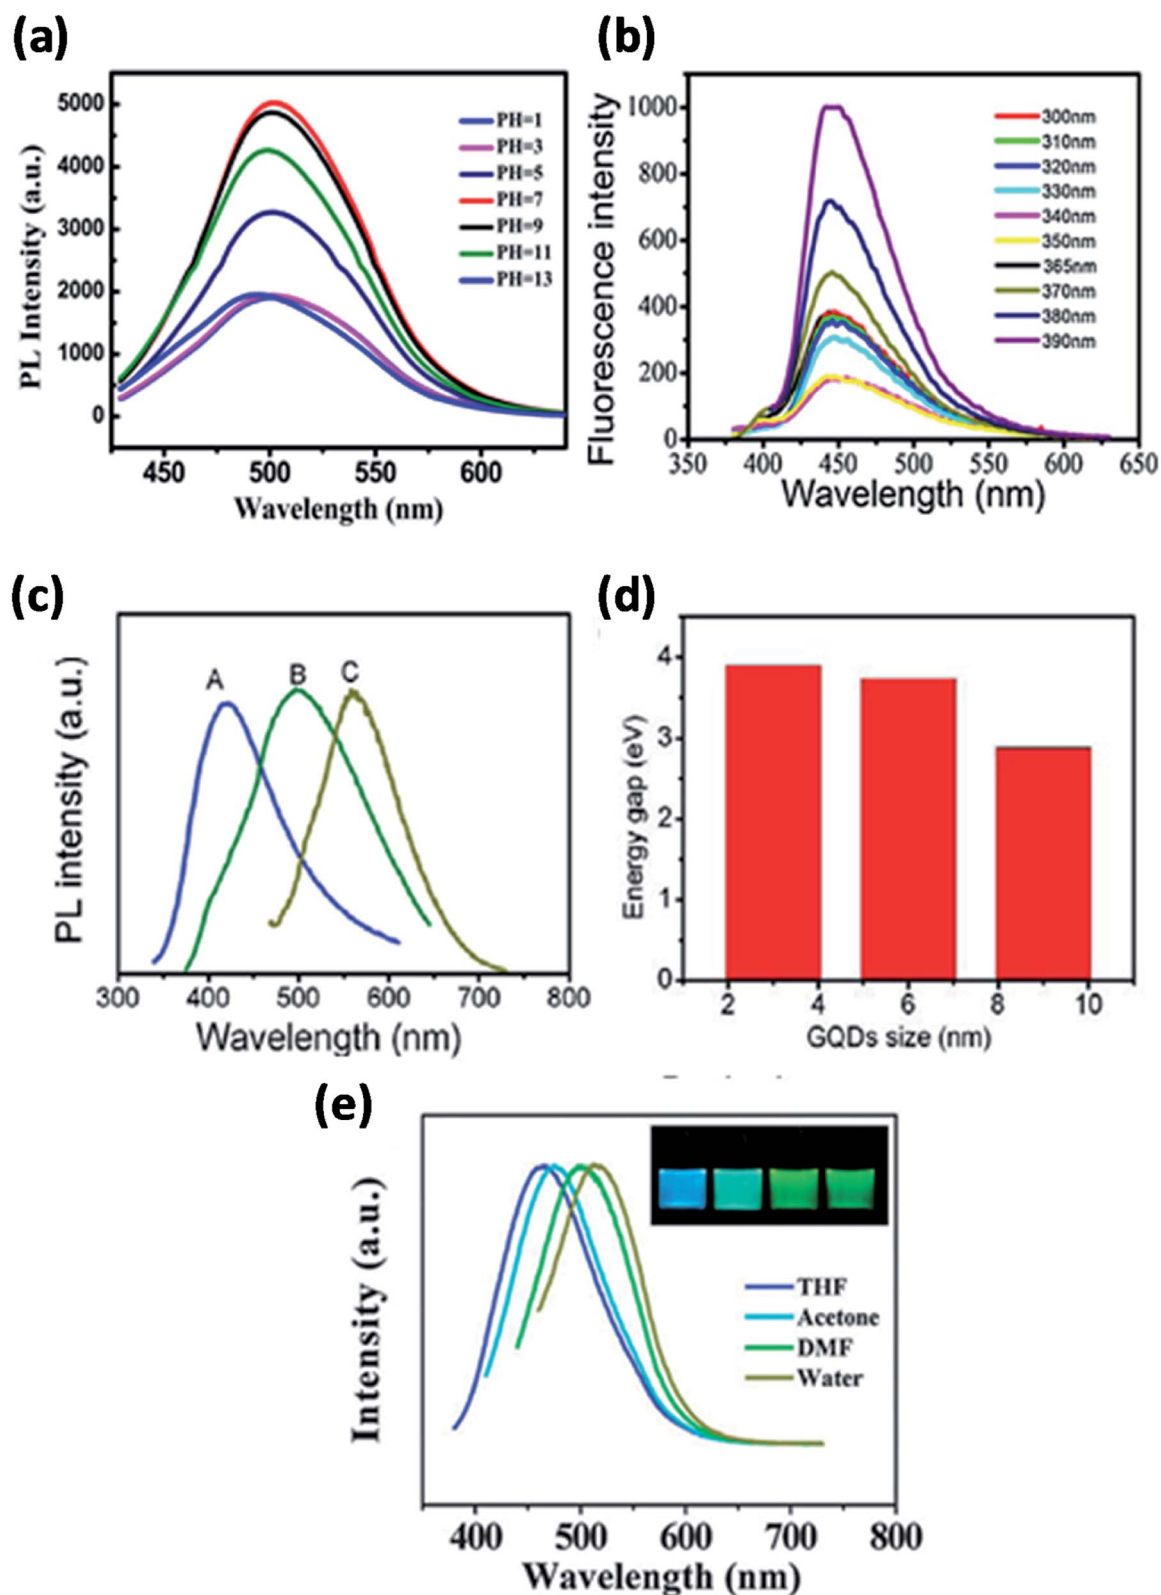 (a)
PL Intensity (a.u.)
5000
4000
3000
2000
1000
0
PH=1
PH=3
PH=5
PH=7
PH=9
PH=11
PH=13
450 500 550 600
Wavelength (nm)
(b)
Fluorescence intensity
1000
800
600
400
200
0
300nm
310nm
320nm
330nm
340nm
350nm
365nm
370nm
380nm
390nm
350 400 450 500 550 600 650
Wavelength (nm)
(c)
PL intensity (a.u.)
A B C
300 400 500 600 700 800
Wavelength (nm)
(d)
Energy gap (eV)
4
3
2
1
0
2 4 6 8 10
GQDs size (nm)
(e)
Intensity (a.u.)
THF
Acetone
DMF
Water
400 500 600 700 800
Wavelength (nm)